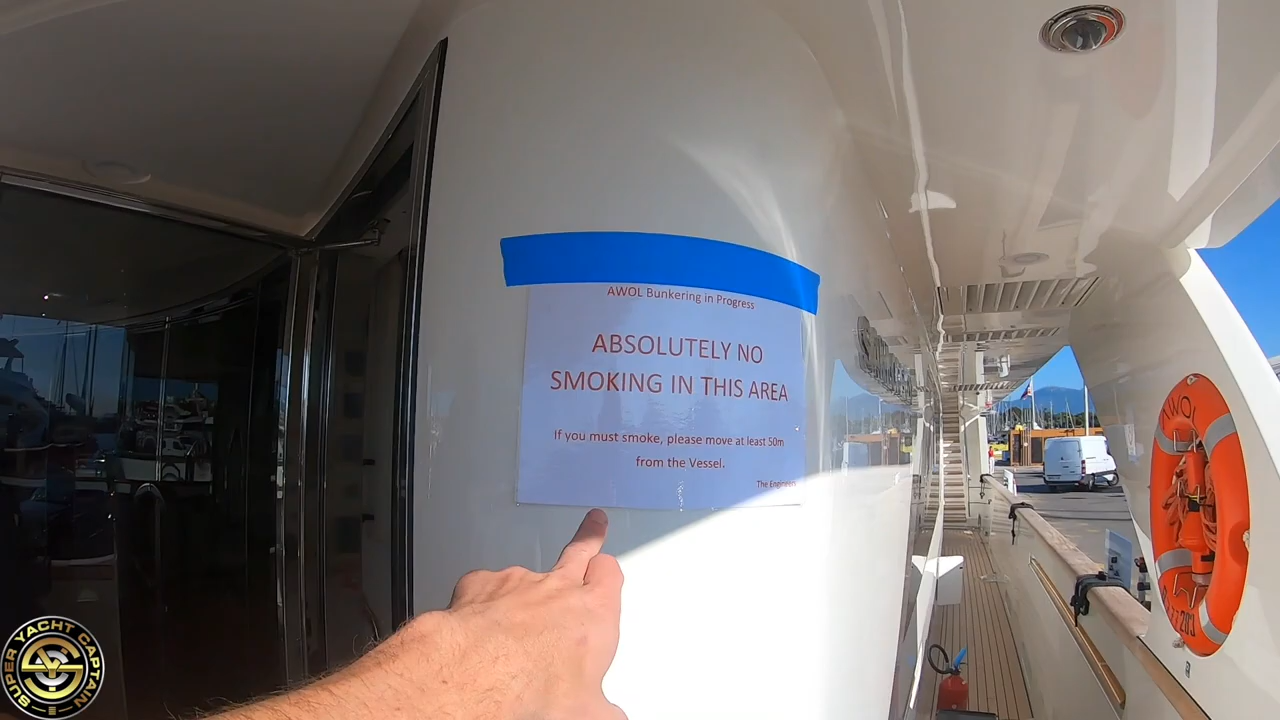 AWOL Bunkering in Progress
ABSOLUTELY NO
SMOKING IN THIS AREA
If you must smoke, please move at least 50m
from the Vessel.
The Engineers
AWOL
SUPER YACHT CAPTAIN